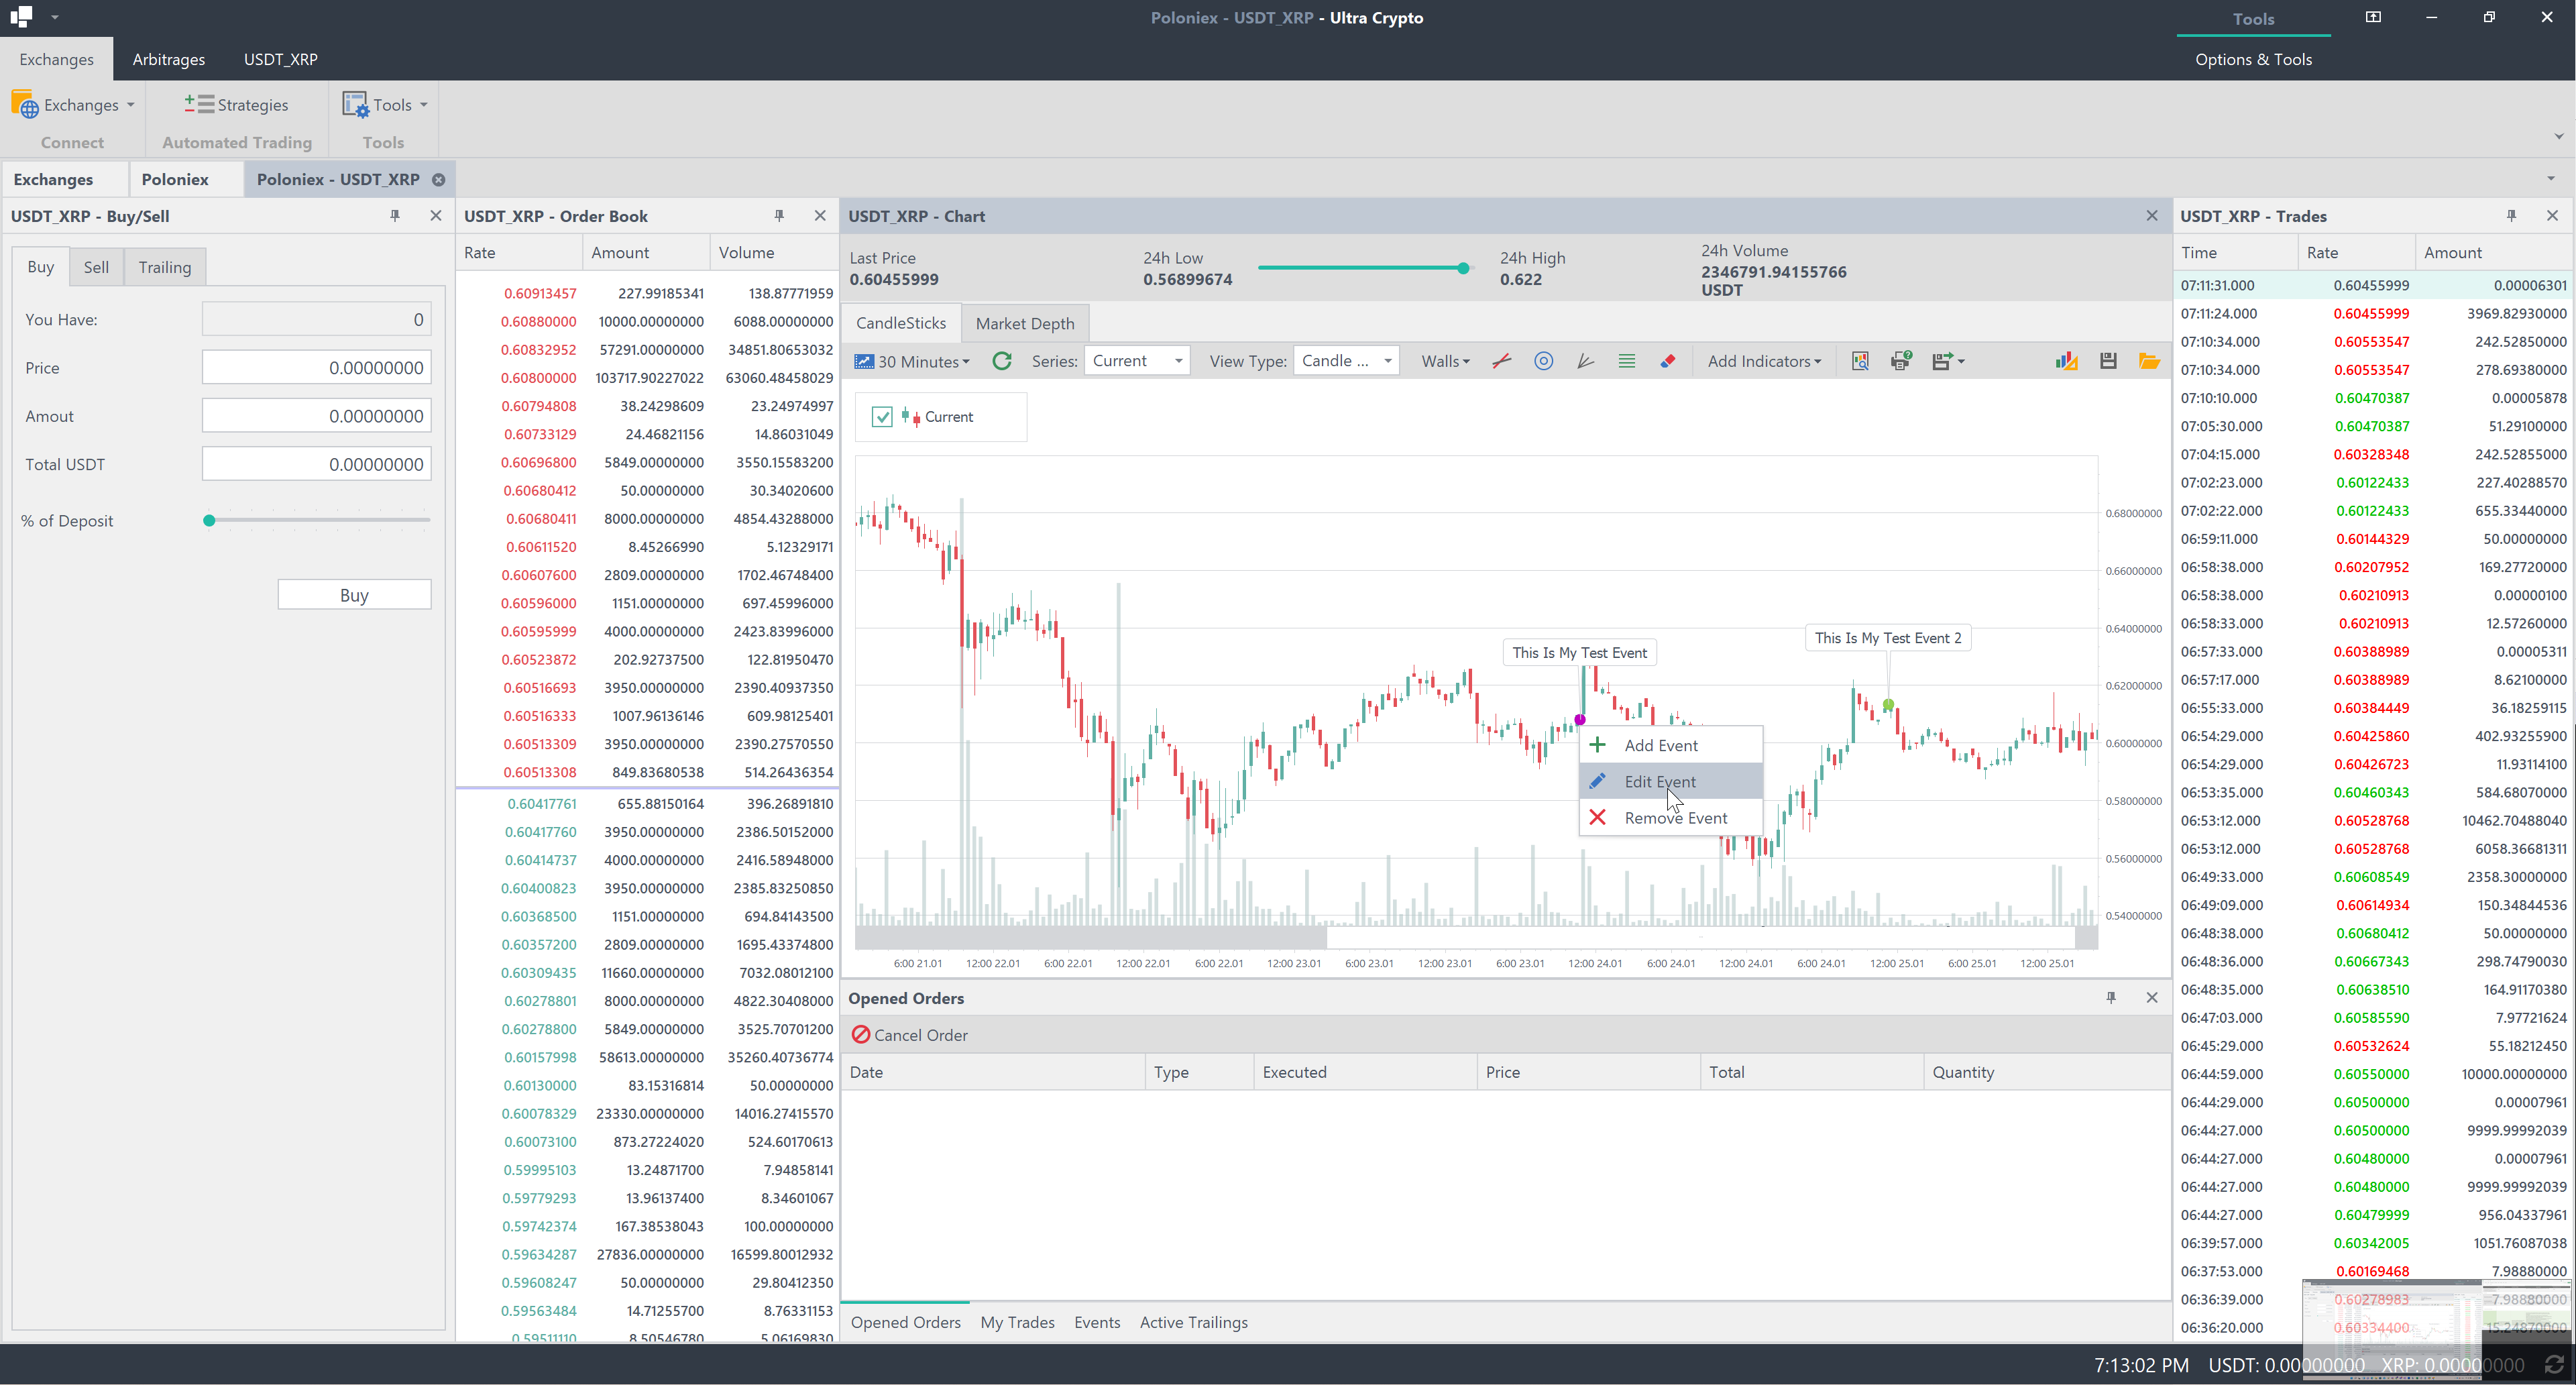 Poloniex - USDT_XRP - Ultra Crypto
Tools
Exchanges Arbitrages USDT_XRP
Options & Tools
Exchanges Strategies Tools
Connect Automated Trading Tools
Exchanges Poloniex Poloniex - USDT_XRP
USDT_XRP - Buy/Sell
Buy Sell Trailing
You Have: 0
Price 0.00000000
Amout 0.00000000
Total USDT 0.00000000
% of Deposit
Buy
USDT_XRP - Order Book
Rate Amount Volume
0.60913457 227.99185341 138.87771959
0.60880000 10000.00000000 6088.00000000
0.60832952 57291.00000000 34851.80653032
0.60800000 103717.90227022 63060.48458029
0.60794808 38.24298609 23.24974997
0.60733129 24.46821156 14.86031049
0.60696800 5849.00000000 3550.15583200
0.60680412 50.00000000 30.34020600
0.60680411 8000.00000000 4854.43288000
0.60611520 8.45266990 5.12329171
0.60607600 2809.00000000 1702.46748400
0.60596000 1151.00000000 697.45996000
0.60595999 4000.00000000 2423.83996000
0.60523872 202.92737500 122.81950470
0.60516693 3950.00000000 2390.40937350
0.60516333 1007.96136146 609.98125401
0.60513309 3950.00000000 2390.27570550
0.60513308 849.83680538 514.26436354
0.60417761 655.88150164 396.26891810
0.60417760 3950.00000000 2386.50152000
0.60414737 4000.00000000 2416.58948000
0.60400823 3950.00000000 2385.83250850
0.60368500 1151.00000000 694.84143500
0.60357200 2809.00000000 1695.43374800
0.60309435 11660.00000000 7032.08012100
0.60278801 8000.00000000 4822.30408000
0.60278800 5849.00000000 3525.70701200
0.60157998 58613.00000000 35260.40736774
0.60130000 83.15316814 50.00000000
0.60078329 23330.00000000 14016.27415570
0.60073100 873.27224020 524.60170613
0.59995103 13.24871700 7.94858141
0.59779293 13.96137400 8.34601067
0.59742374 167.38538043 100.00000000
0.59634287 27836.00000000 16599.80012932
0.59608247 50.00000000 29.80412350
0.59563484 14.71255700 8.76331153
0.59511110 8.50546780 5.06169830
USDT_XRP - Chart
Last Price 24h Low 24h High 24h Volume
0.60455999 0.56899674 0.622 2346791.94155766
USDT
CandleSticks Market Depth
30 Minutes Series: Current View Type: Candle ... Walls Add Indicators
Current
0.68000000
0.66000000
0.64000000
0.62000000
0.60000000
0.58000000
0.56000000
0.54000000
This Is My Test Event
This Is My Test Event 2
Add Event
Edit Event
Remove Event
6:00 21.01 12:00 22.01 6:00 22.01 12:00 22.01 6:00 22.01 12:00 23.01 6:00 23.01 12:00 23.01 6:00 23.01 12:00 24.01 6:00 24.01 12:00 24.01 6:00 24.01 12:00 25.01 6:00 25.01 12:00 25.01
Opened Orders
Cancel Order
Date Type Executed Price Total Quantity
Opened Orders My Trades Events Active Trailings
USDT_XRP - Trades
Time Rate Amount
07:11:31.000 0.60455999 0.00006301
07:11:24.000 0.60455999 3969.82930000
07:10:34.000 0.60553547 242.52850000
07:10:34.000 0.60553547 278.69380000
07:10:10.000 0.60470387 0.00005878
07:05:30.000 0.60470387 51.29100000
07:04:15.000 0.60328348 242.52855000
07:02:23.000 0.60122433 227.40288570
07:02:22.000 0.60122433 655.33440000
06:59:11.000 0.60144329 50.00000000
06:58:38.000 0.60207952 169.27720000
06:58:38.000 0.60210913 0.00000100
06:58:33.000 0.60210913 12.57260000
06:57:33.000 0.60388989 0.00005311
06:57:17.000 0.60388989 8.62100000
06:55:33.000 0.60384449 36.18259115
06:54:29.000 0.60425860 402.93255900
06:54:29.000 0.60426723 11.93114100
06:53:35.000 0.60460343 584.68070000
06:53:12.000 0.60528768 10462.70488040
06:53:12.000 0.60528768 6058.36681311
06:49:33.000 0.60608549 2358.30000000
06:49:09.000 0.60614934 150.34844536
06:48:38.000 0.60680412 50.00000000
06:48:36.000 0.60667343 298.74790030
06:48:35.000 0.60638510 164.91170380
06:47:03.000 0.60585590 7.97721624
06:45:29.000 0.60532624 55.18212450
06:44:59.000 0.60550000 10000.00000000
06:44:29.000 0.60500000 0.00007961
06:44:27.000 0.60500000 9999.99992039
06:44:27.000 0.60480000 0.00007961
06:44:27.000 0.60480000 9999.99992039
06:44:27.000 0.60479999 956.04337961
06:39:57.000 0.60342005 1051.76087038
06:37:53.000 0.60169468 7.98880000
06:36:39.000 0.60278983 7.98880000
06:36:20.000 0.60334400 15.24870000
7:13:02 PM USDT: 0.00000000 XRP: 0.00000000